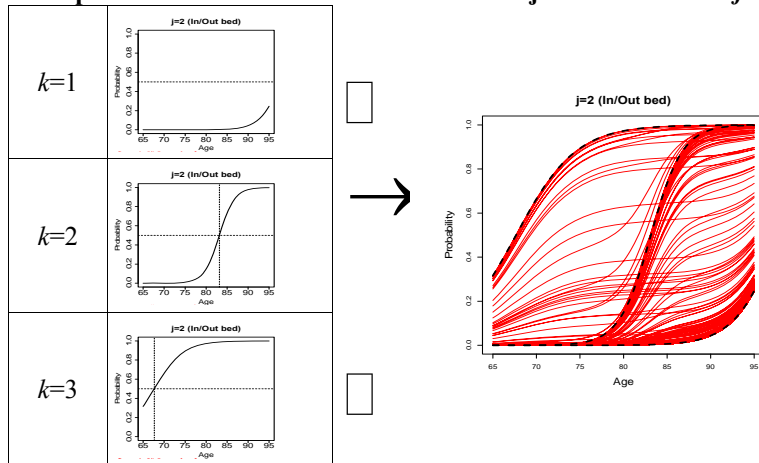 k=1
j=2 (In/Out bed)
Probability
0.0 0.2 0.4 0.6 0.8 1.0
65 70 75 80 85 90 95
Age
k=2
j=2 (In/Out bed)
Probability
0.0 0.2 0.4 0.6 0.8 1.0
65 70 75 80 85 90 95
Age
k=3
j=2 (In/Out bed)
Probability
0.0 0.2 0.4 0.6 0.8 1.0
65 70 75 80 85 90 95
Age
→
j=2 (In/Out bed)
Probability
0.0 0.2 0.4 0.6 0.8 1.0
65 70 75 80 85 90 95
Age